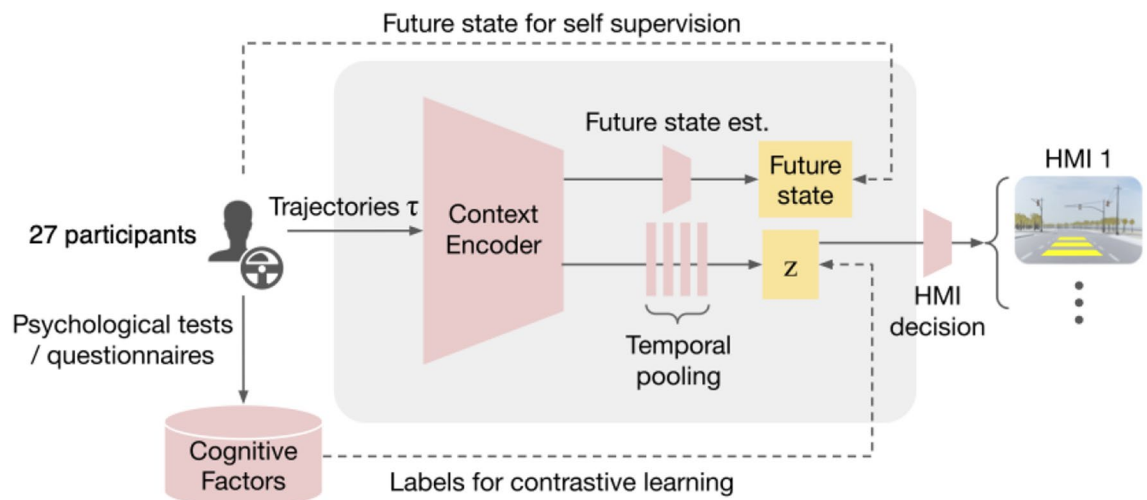 Future state for self supervision
Future state est.
Future
state
HMI 1
Trajectories τ
Context
Encoder
27 participants
z
HMI
decision
Psychological tests
/ questionnaires
Temporal
pooling
Cognitive
Factors
Labels for contrastive learning